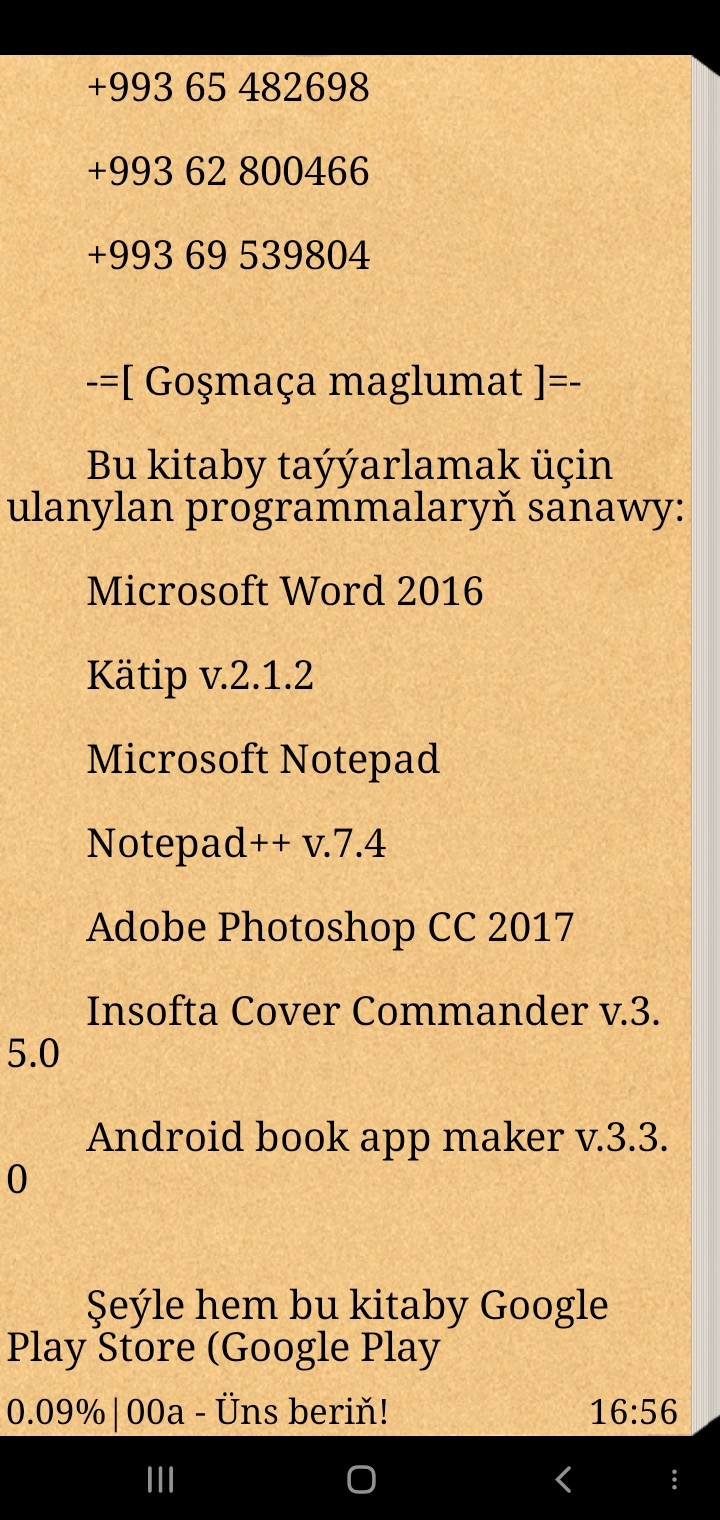 +993 65 482698
+993 62 800466
+993 69 539804
-=[ Goşmaça maglumat ]=-
Bu kitaby taýýarlamak üçin
ulanylan programmalaryň sanawy:
Microsoft Word 2016
Kätip v.2.1.2
Microsoft Notepad
Notepad++ v.7.4
Adobe Photoshop CC 2017
Insofta Cover Commander v.3.
5.0
Android book app maker v.3.3.
0
Şeýle hem bu kitaby Google
Play Store (Google Play
0.09%|00a - Üns beriň! 16:56